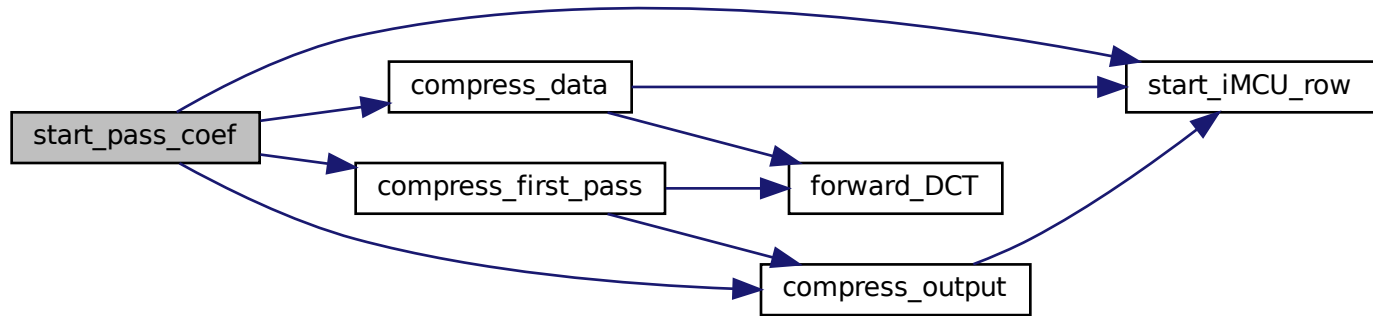 compress_data
start_iMCU_row
start_pass_coef
compress_first_pass
forward_DCT
compress_output